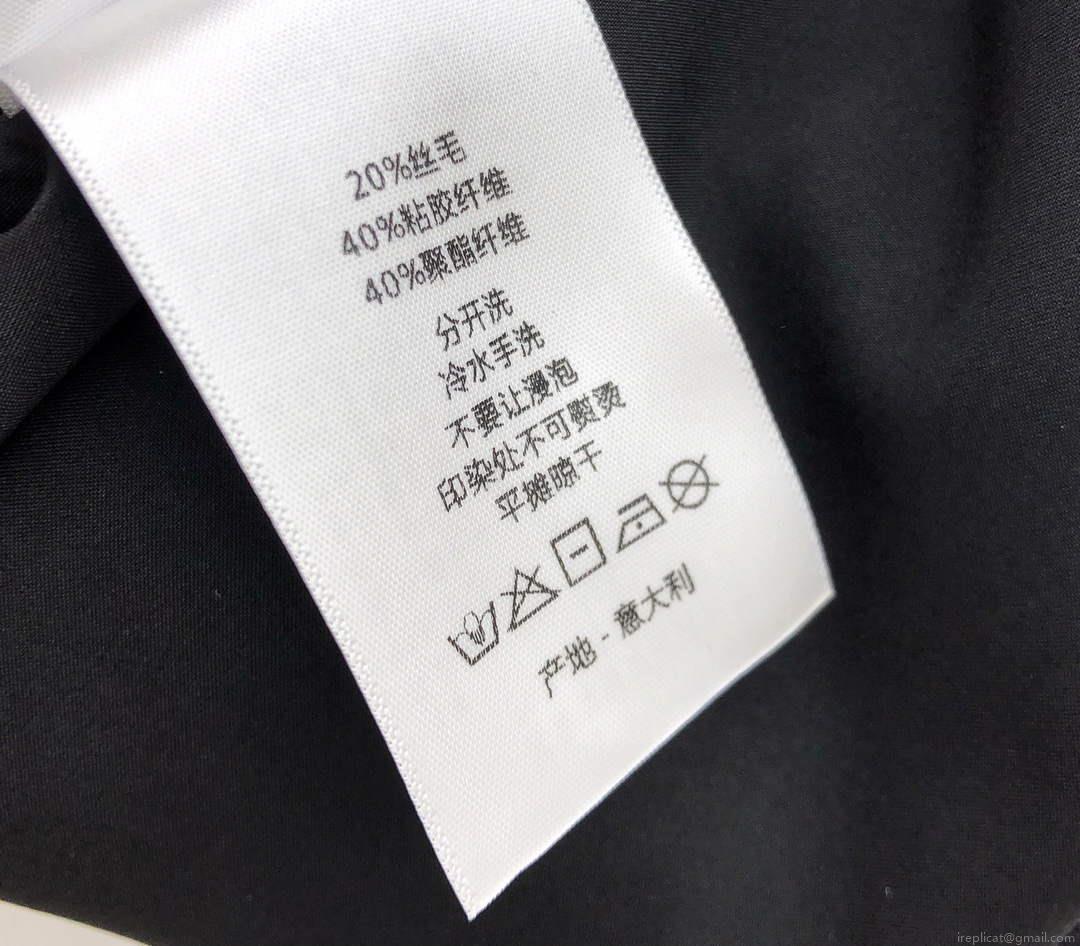 20%丝毛
40%粘胶纤维
40%聚酯纤维
分开洗
冷水手洗
不要让漫泡
印染处不可熨烫
平摊晾干
产地 - 意大利
ireplicat@gmail.com